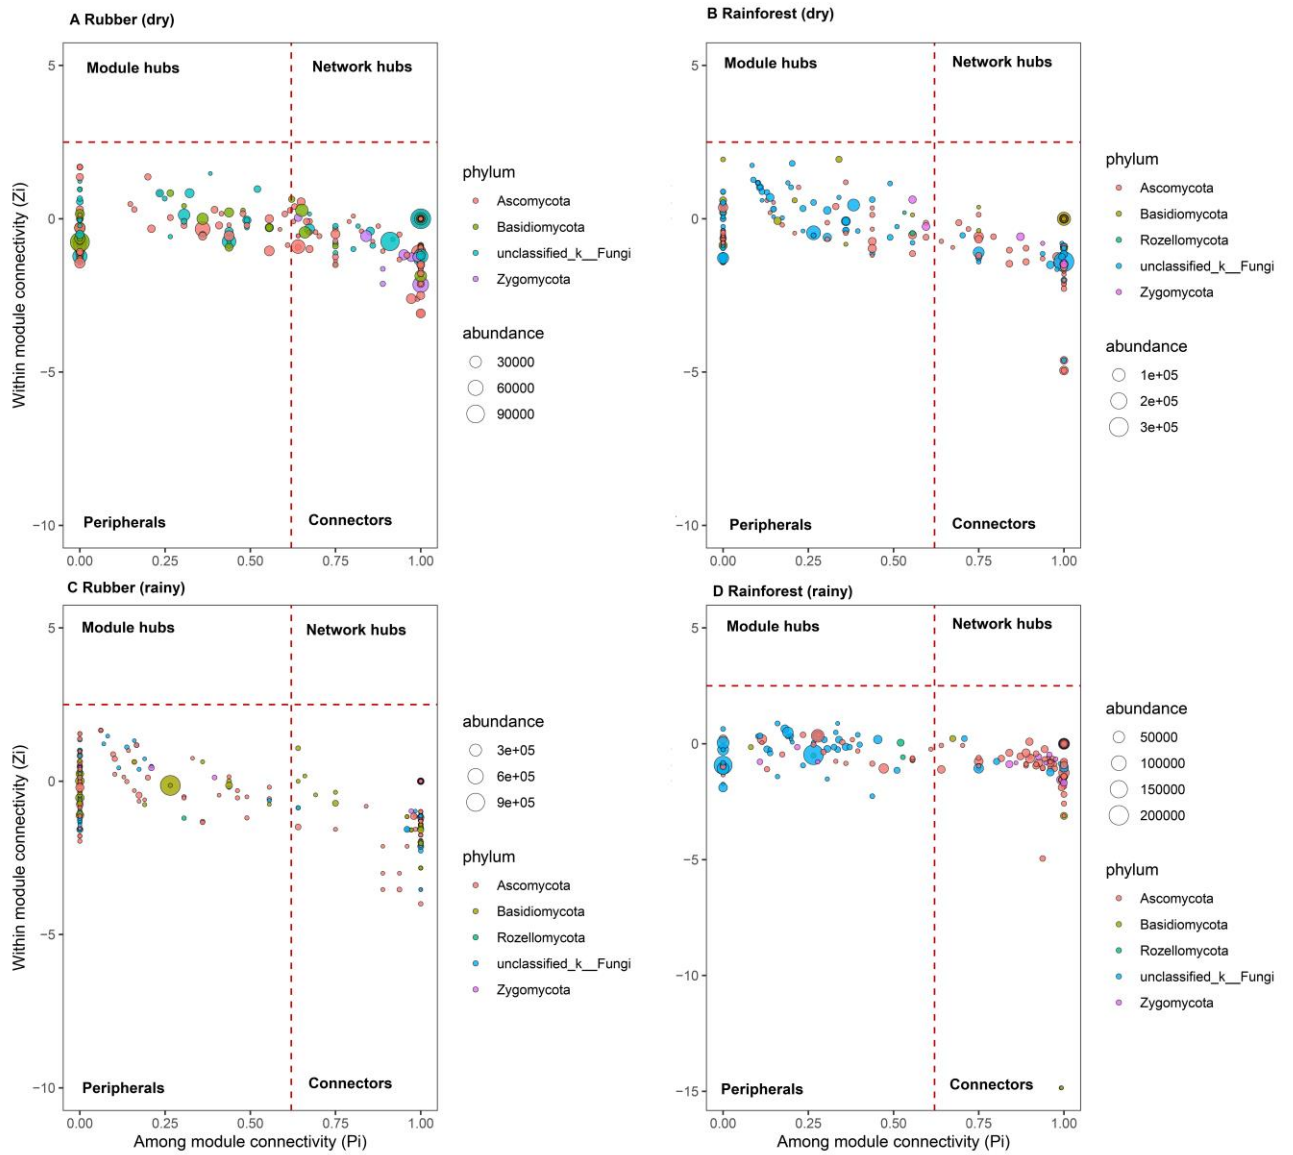 A Rubber (dry)
Module hubs
Network hubs
Peripherals
Connectors
Within module connectivity (Zi)
5
0
−5
−10
0.00 0.25 0.50 0.75 1.00
phylum
Ascomycota
Basidiomycota
unclassified_k__Fungi
Zygomycota
abundance
30000
60000
90000
B Rainforest (dry)
Module hubs
Network hubs
Peripherals
Connectors
5
0
−5
−10
0.00 0.25 0.50 0.75 1.00
phylum
Ascomycota
Basidiomycota
Rozellomycota
unclassified_k__Fungi
Zygomycota
abundance
1e+05
2e+05
3e+05
C Rubber (rainy)
Module hubs
Network hubs
Peripherals
Connectors
Within module connectivity (Zi)
5
0
−5
−10
0.00 0.25 0.50 0.75 1.00
Among module connectivity (Pi)
abundance
3e+05
6e+05
9e+05
phylum
Ascomycota
Basidiomycota
Rozellomycota
unclassified_k__Fungi
Zygomycota
D Rainforest (rainy)
Module hubs
Network hubs
Peripherals
Connectors
5
0
−5
−10
−15
0.00 0.25 0.50 0.75 1.00
Among module connectivity (Pi)
abundance
50000
100000
150000
200000
phylum
Ascomycota
Basidiomycota
Rozellomycota
unclassified_k__Fungi
Zygomycota